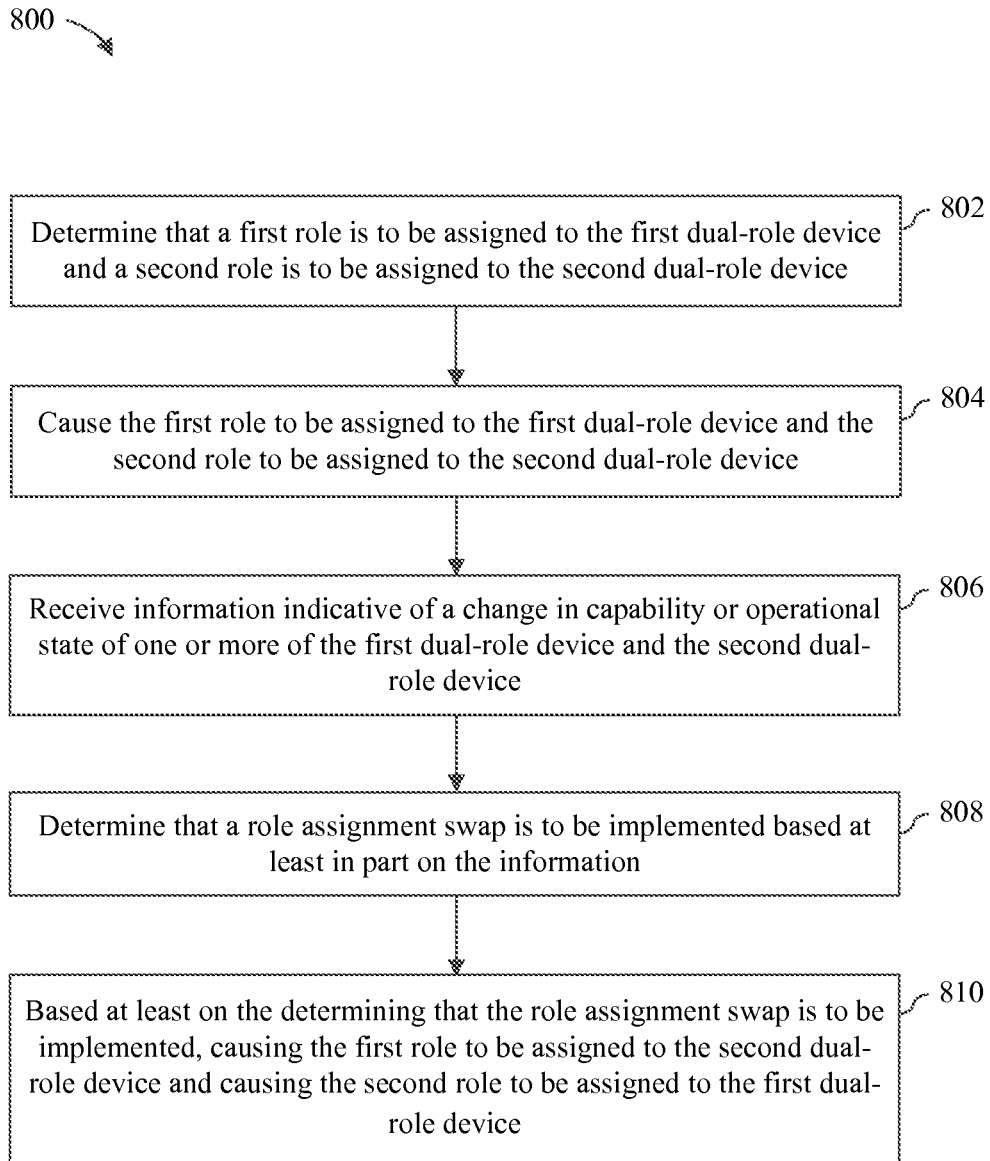 800
802
Determine that a first role is to be assigned to the first dual-role device
and a second role is to be assigned to the second dual-role device
804
Cause the first role to be assigned to the first dual-role device and the
second role to be assigned to the second dual-role device
806
Receive information indicative of a change in capability or operational
state of one or more of the first dual-role device and the second dual-
role device
808
Determine that a role assignment swap is to be implemented based at
least in part on the information
810
Based at least on the determining that the role assignment swap is to be
implemented, causing the first role to be assigned to the second dual-
role device and causing the second role to be assigned to the first dual-
role device